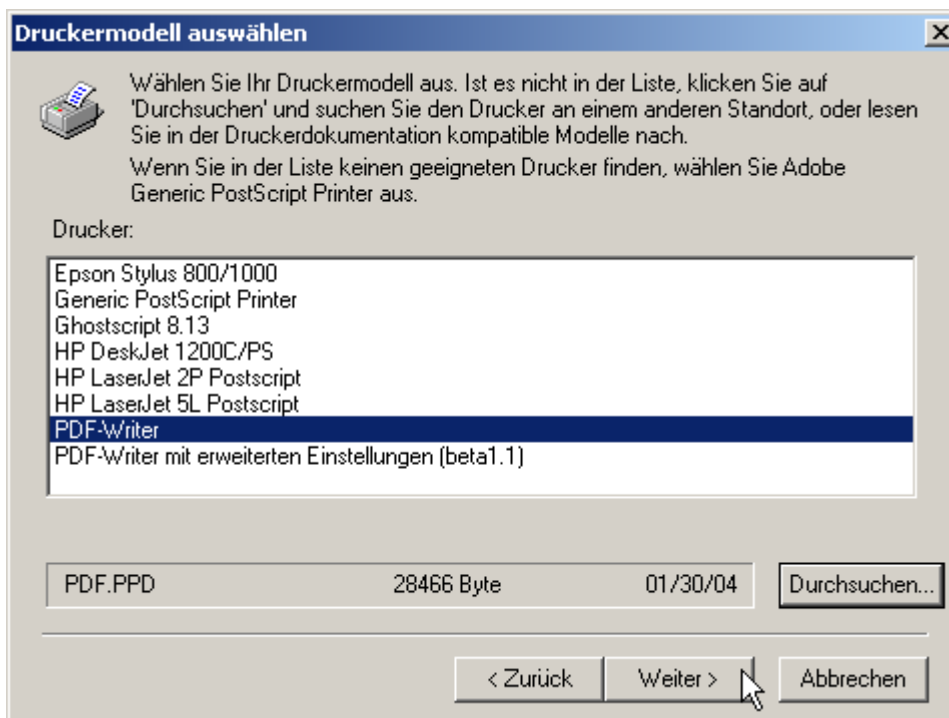 Druckermodell auswählen
Wählen Sie Ihr Druckermodell aus. Ist es nicht in der Liste, klicken Sie auf
'Durchsuchen' und suchen Sie den Drucker an einem anderen Standort, oder lesen
Sie in der Druckerdokumentation kompatible Modelle nach.
Wenn Sie in der Liste keinen geeigneten Drucker finden, wählen Sie Adobe
Generic PostScript Printer aus.
Drucker:
Epson Stylus 800/1000
Generic PostScript Printer
Ghostscript 8.13
HP DeskJet 1200C/PS
HP LaserJet 2P Postscript
HP LaserJet 5L Postscript
PDF-Writer
PDF-Writer mit erweiterten Einstellungen (beta1.1)
PDF.PPD 28466 Byte 01/30/04 Durchsuchen...
< Zurück Weiter > Abbrechen